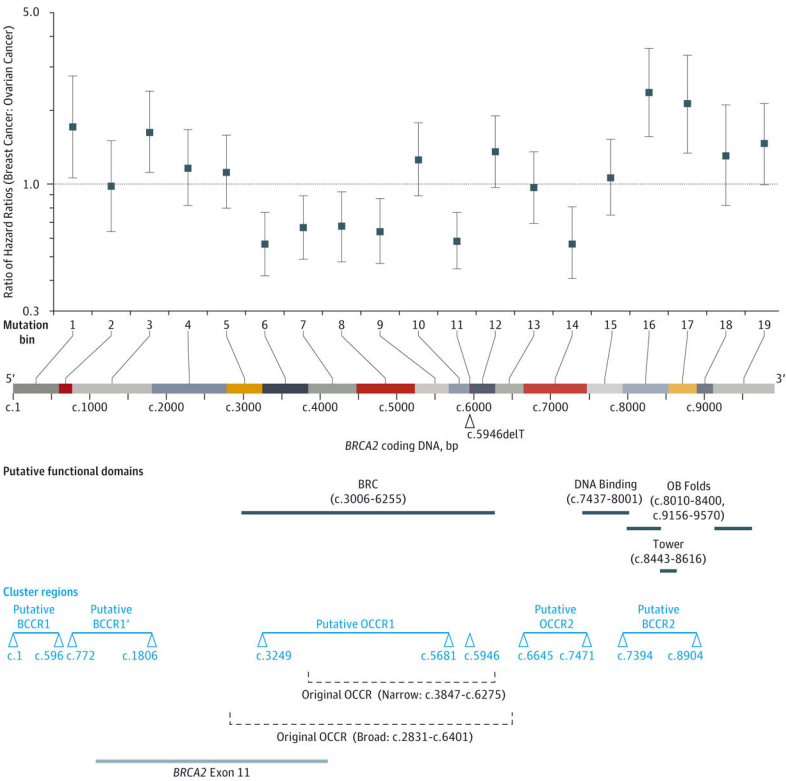 5.0
Ratio of Hazard Ratios (Breast Cancer: Ovarian Cancer)
1.0
0.3
Mutation bin 1 2 3 4 5 6 7 8 9 10 11 12 13 14 15 16 17 18 19
5′ 3′
c.1 c.1000 c.2000 c.3000 c.4000 c.5000 c.6000 c.7000 c.8000 c.9000
c.5946delT
BRCA2 coding DNA, bp
Putative functional domains
BRC
(c.3006-6255)
DNA Binding
(c.7437-8001)
OB Folds
(c.8010-8400,
c.9156-9570)
Tower
(c.8443-8616)
Cluster regions
Putative
BCCR1
Putative
BCCR1′
Putative OCCR1
Putative
OCCR2
Putative
BCCR2
c.1 c.596 c.772 c.1806 c.3249 c.5681 c.5946 c.6645 c.7471 c.7394 c.8904
Original OCCR (Narrow: c.3847-c.6275)
Original OCCR (Broad: c.2831-c.6401)
BRCA2 Exon 11